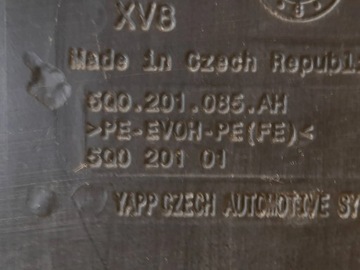 XVB
Made in Czech Republi
5Q0.201.085.AH
>PE-EVOH-PE(FE)<
5Q0 201 01
YAPP CZECH AUTOMOTIVE SY